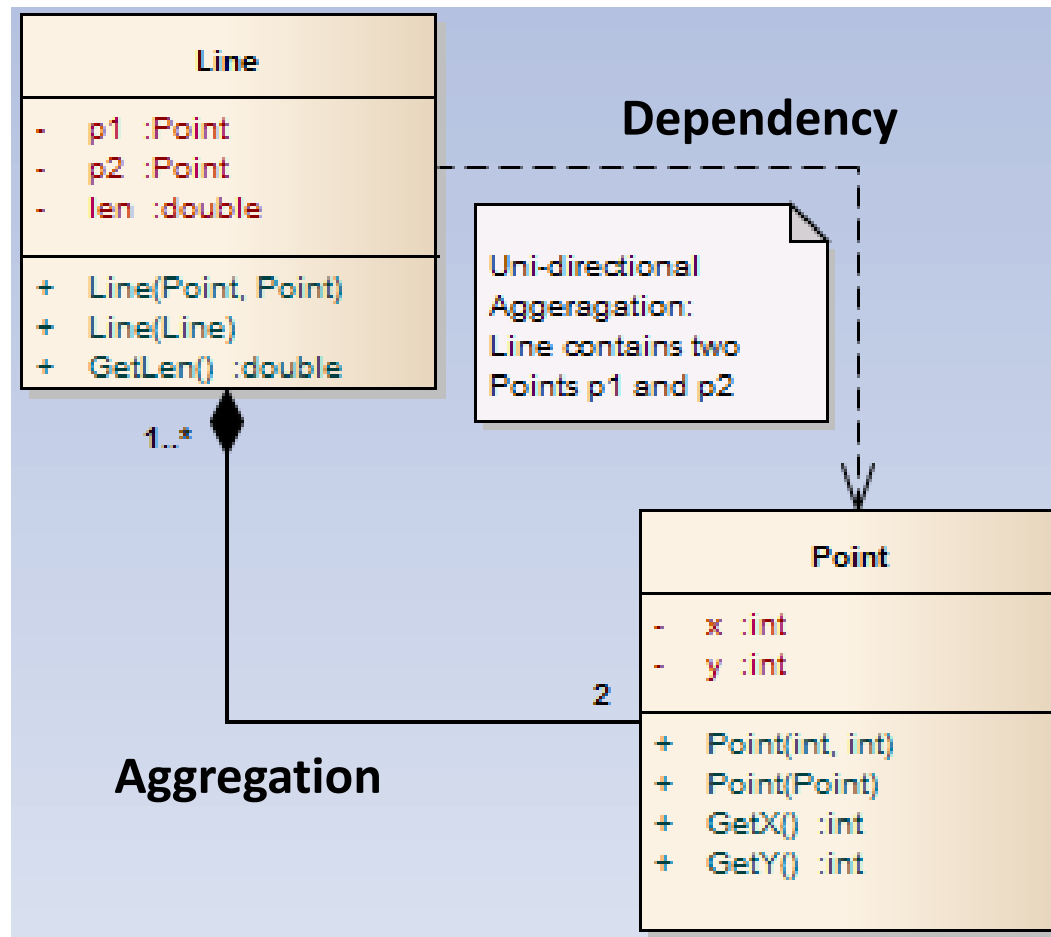 Line
- p1 :Point
- p2 :Point
- len :double
+ Line(Point, Point)
+ Line(Line)
+ GetLen() :double
Dependency
Uni-directional
Aggeragation:
Line contains two
Points p1 and p2
1..*
2
Aggregation
Point
- x :int
- y :int
+ Point(int, int)
+ Point(Point)
+ GetX() :int
+ GetY() :int